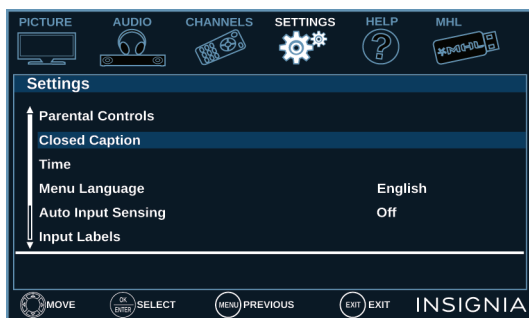 PICTURE AUDIO CHANNELS SETTINGS HELP MHL
MHL
Settings
Parental Controls
Closed Caption
Time
Menu Language English
Auto Input Sensing Off
Input Labels
MOVE OK ENTER SELECT MENU PREVIOUS EXIT EXIT INSIGNIA